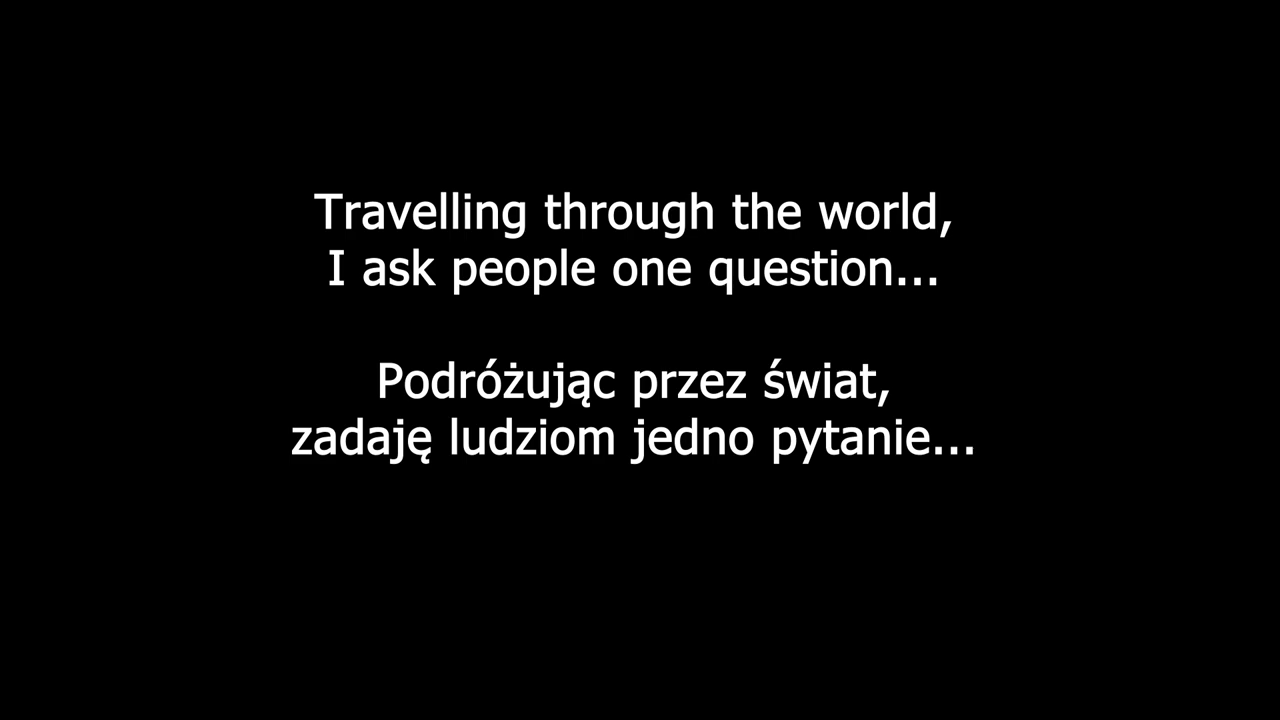 Travelling through the world,
I ask people one question...
Podróżując przez świat,
zadaję ludziom jedno pytanie...